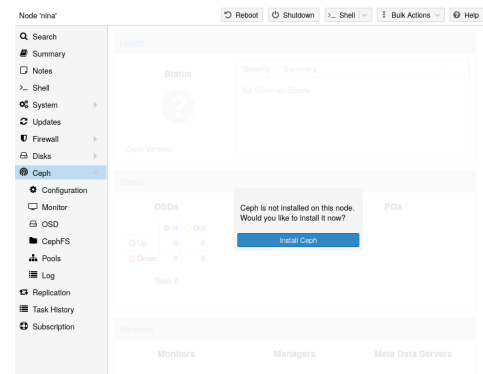 Node 'nina'
Reboot
Shutdown
>_ Shell
Bulk Actions
Help
Search
Summary
Notes
>_ Shell
System
Updates
Firewall
Disks
Ceph
Configuration
Monitor
OSD
CephFS
Pools
Log
Replication
Task History
Subscription
Health
Status
Severity Summary
No Warnings/Errors
Ceph Version:
Status
OSDs
PGs
In Out
Up 0 0
Down 0 0
Total: 0
Ceph is not installed on this node.
Would you like to install it now?
Install Ceph
Services
Monitors
Managers
Meta Data Servers